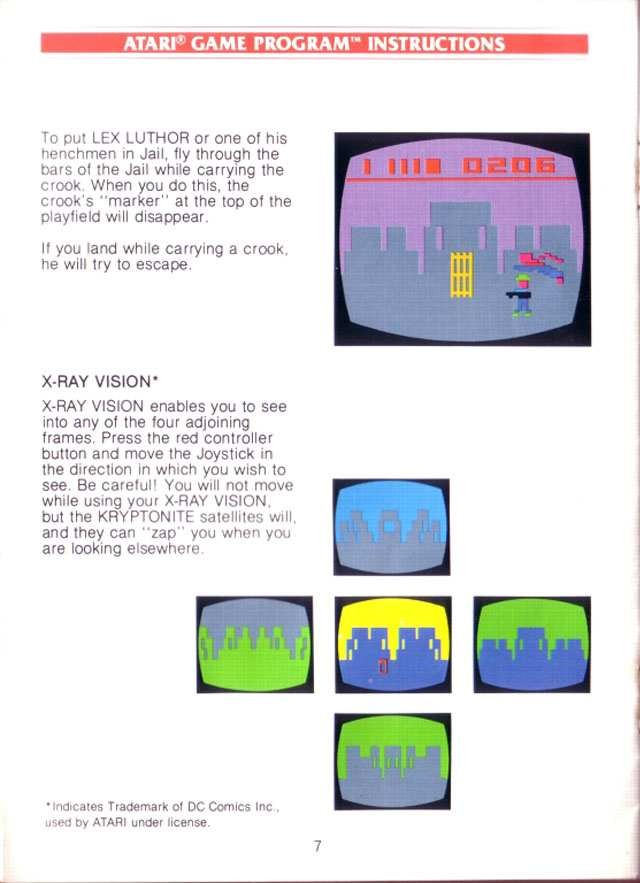 ATARI® GAME PROGRAM™ INSTRUCTIONS
To put LEX LUTHOR or one of his
henchmen in Jail, fly through the
bars of the Jail while carrying the
crook. When you do this, the
crook's "marker" at the top of the
playfield will disappear.
If you land while carrying a crook,
he will try to escape.
0206
X-RAY VISION*
X-RAY VISION enables you to see
into any of the four adjoining
frames. Press the red controller
button and move the Joystick in
the direction in which you wish to
see. Be careful! You will not move
while using your X-RAY VISION,
but the KRYPTONITE satellites will,
and they can "zap" you when you
are looking elsewhere.
*Indicates Trademark of DC Comics Inc.,
used by ATARI under license.
7